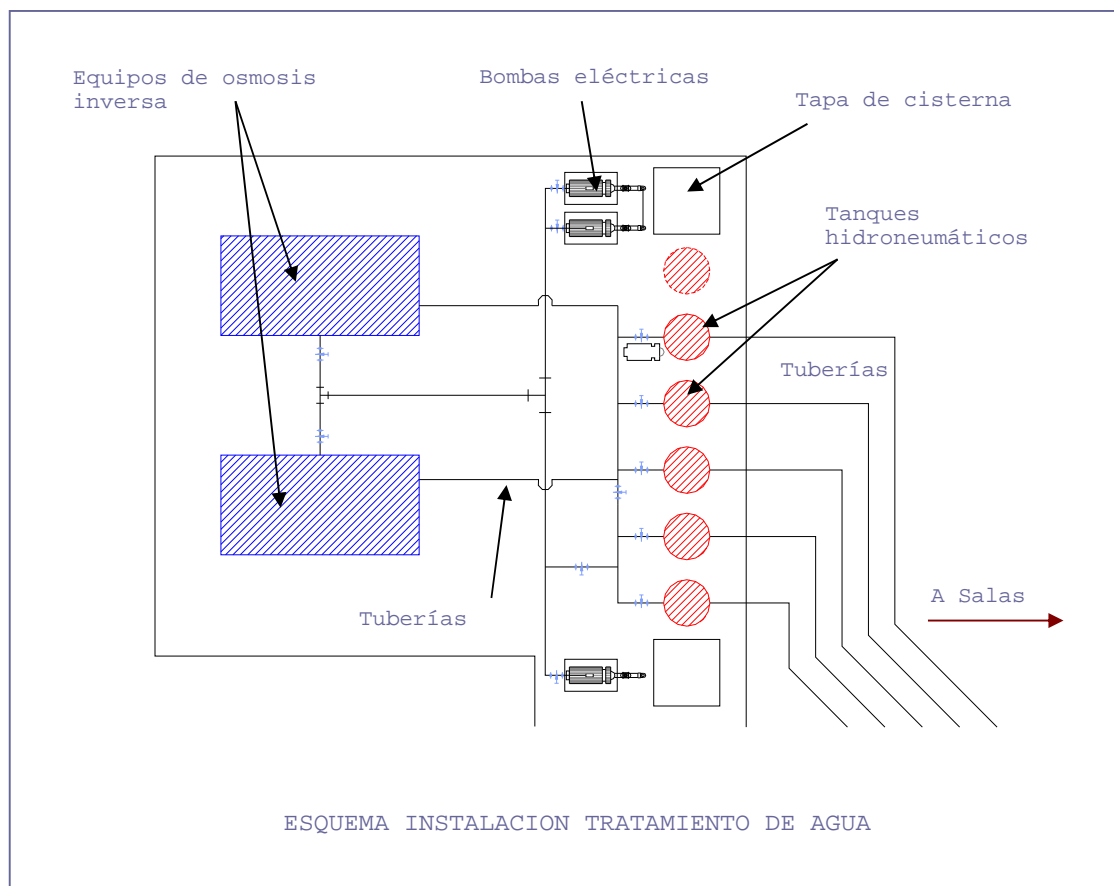 Equipos de osmosis
inversa
Bombas eléctricas
Tapa de cisterna
Tanques
hidroneumáticos
Tuberías
Tuberías
A Salas
ESQUEMA INSTALACION TRATAMIENTO DE AGUA